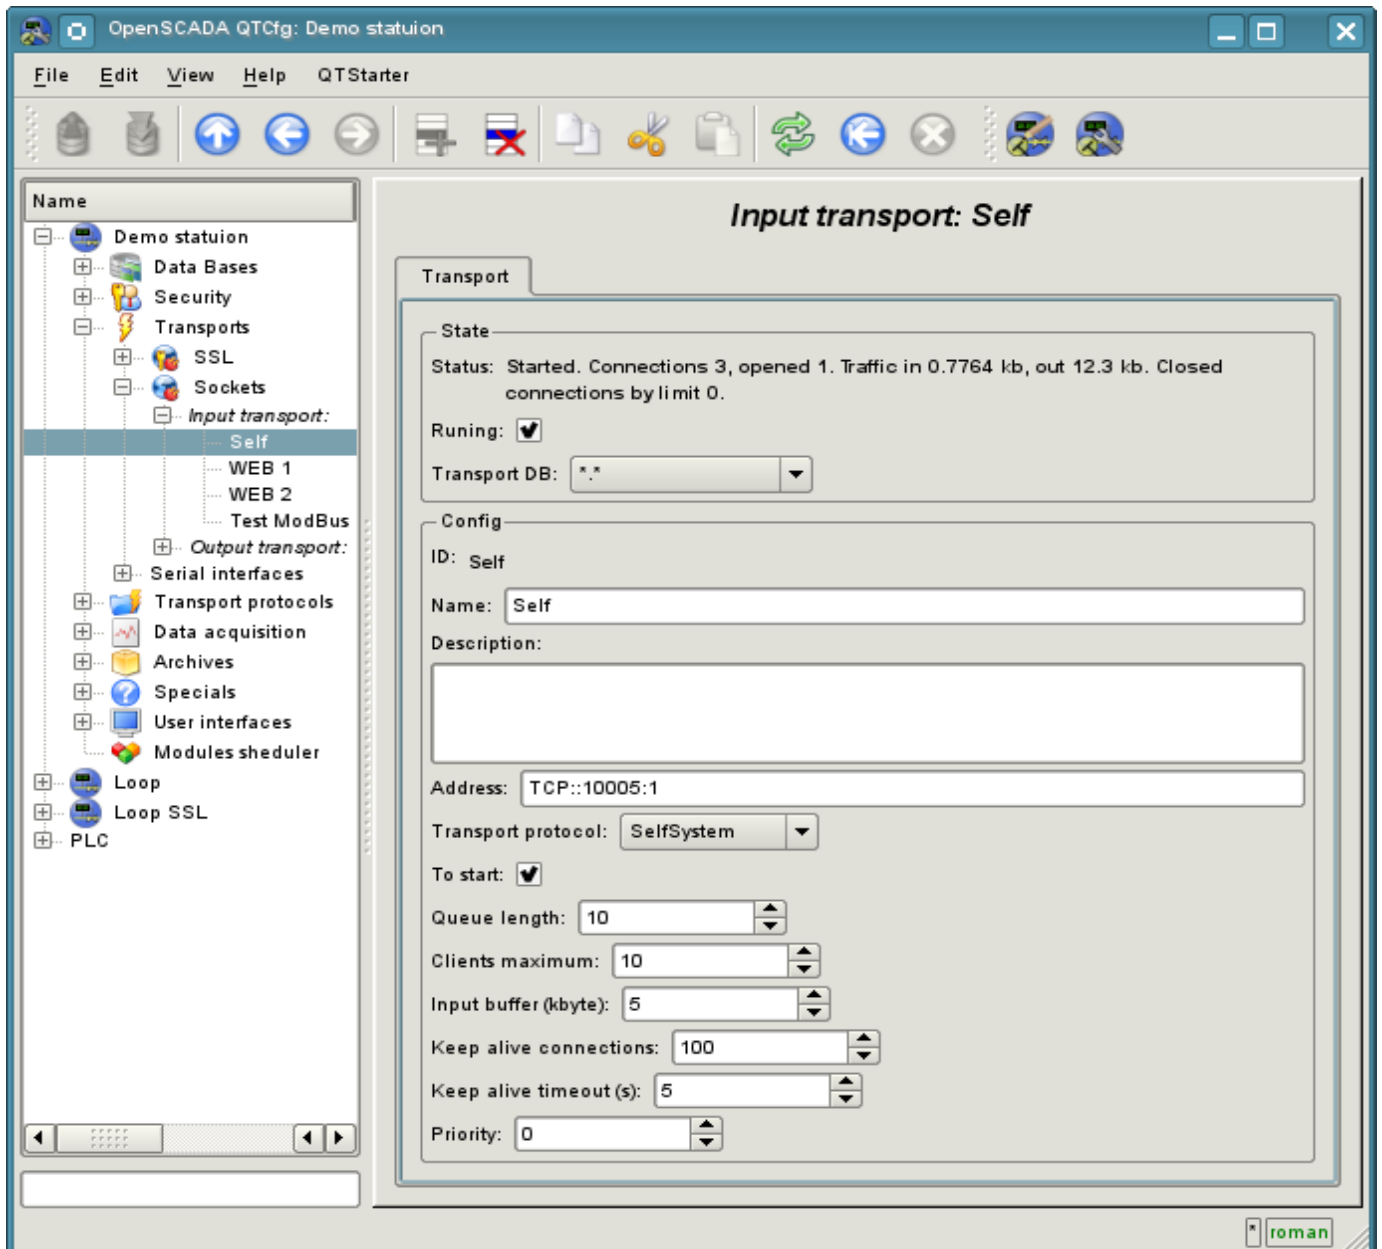 OpenSCADA QTCfg: Demo statuion
File Edit View Help QTStarter
Name
Demo statuion
Data Bases
Security
Transports
SSL
Sockets
Input transport:
Self
WEB 1
WEB 2
Test ModBus
Output transport:
Serial interfaces
Transport protocols
Data acquisition
Archives
Specials
User interfaces
Modules sheduler
Loop
Loop SSL
PLC
Input transport: Self
Transport
State
Status: Started. Connections 3, opened 1. Traffic in 0.7764 kb, out 12.3 kb. Closed
connections by limit 0.
Runing:
Transport DB: *.*
Config
ID: Self
Name: Self
Description:
Address: TCP::10005:1
Transport protocol: SelfSystem
To start:
Queue length: 10
Clients maximum: 10
Input buffer (kbyte): 5
Keep alive connections: 100
Keep alive timeout (s): 5
Priority: 0
* roman